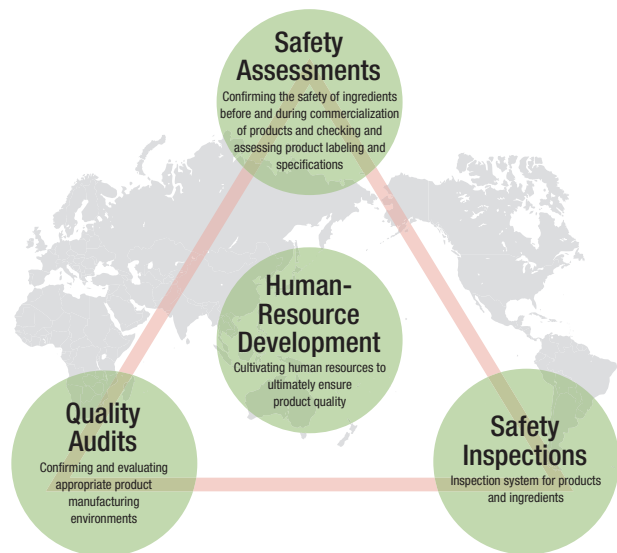 Safety
Assessments
Confirming the safety of ingredients
before and during commercialization
of products and checking and
assessing product labeling and
specifications
Human-
Resource
Development
Cultivating human resources to
ultimately ensure
product quality
Quality
Audits
Confirming and evaluating
appropriate product
manufacturing
environments
Safety
Inspections
Inspection system for products
and ingredients